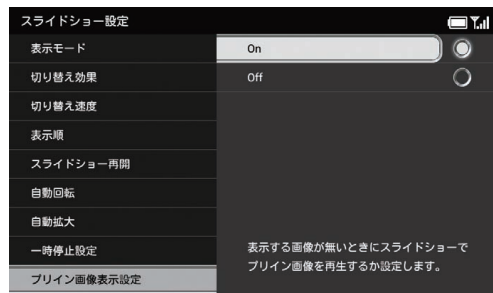 スライドショー設定
表示モード
On
切り替え効果
Off
切り替え速度
表示順
スライドショー再開
自動回転
自動拡大
一時停止設定
プリイン画像表示設定
表示する画像が無いときにスライドショーで
プリイン画像を再生するか設定します。